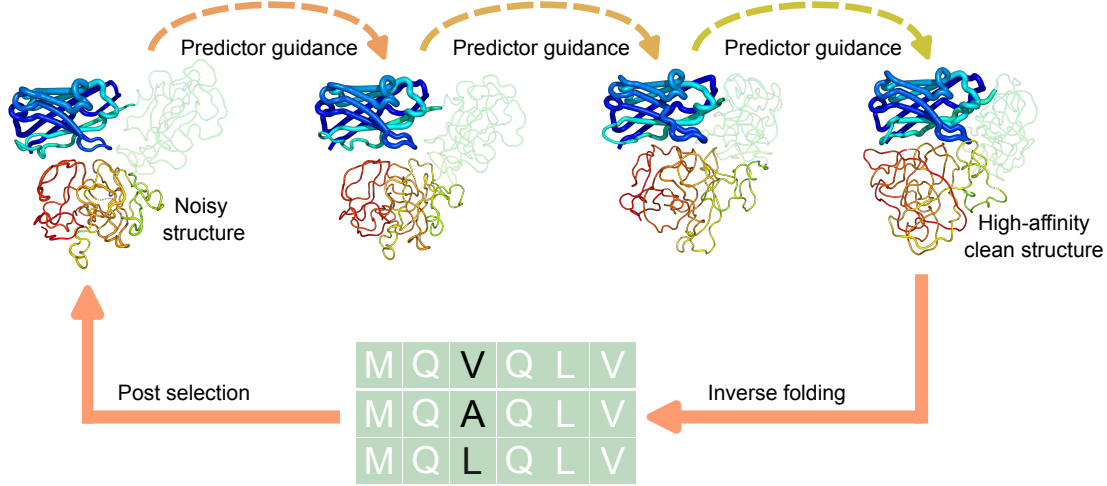 Predictor guidance Predictor guidance Predictor guidance
Noisy
structure
High-affinity
clean structure
M Q V Q L V
Post selection
Inverse folding
M Q A Q L V
M Q L Q L V